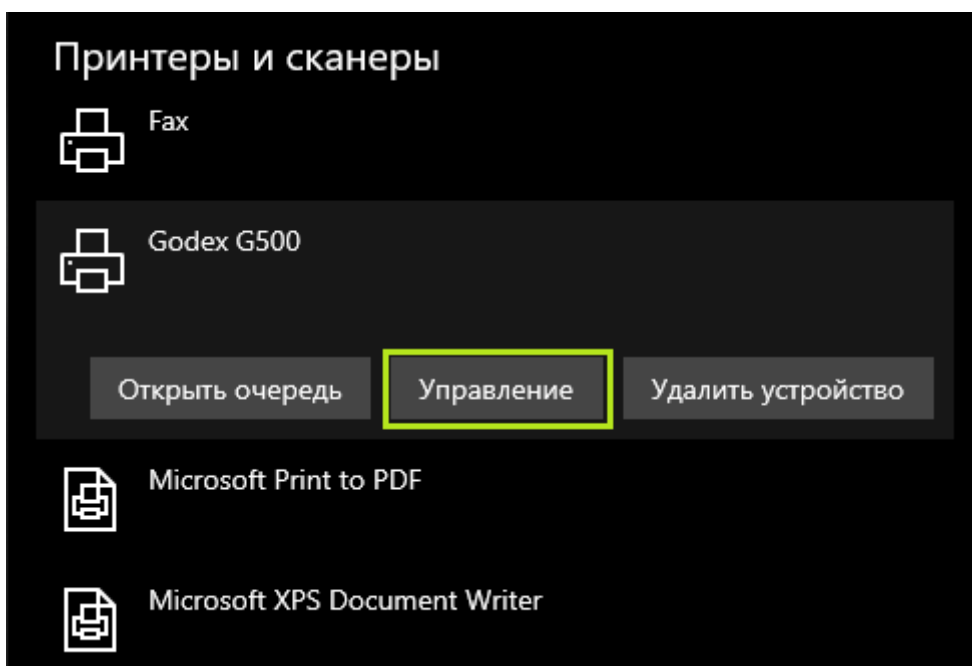 Принтеры и сканеры
Fax
Godex G500
Открыть очередь Управление Удалить устройство
Microsoft Print to PDF
Microsoft XPS Document Writer